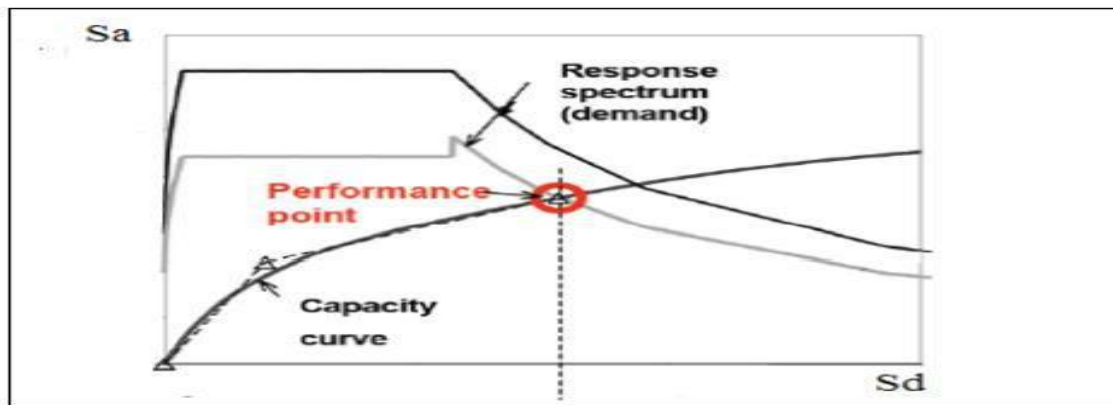 Sa
Response
spectrum
(demand)
Performance
point
Capacity
curve
Sd